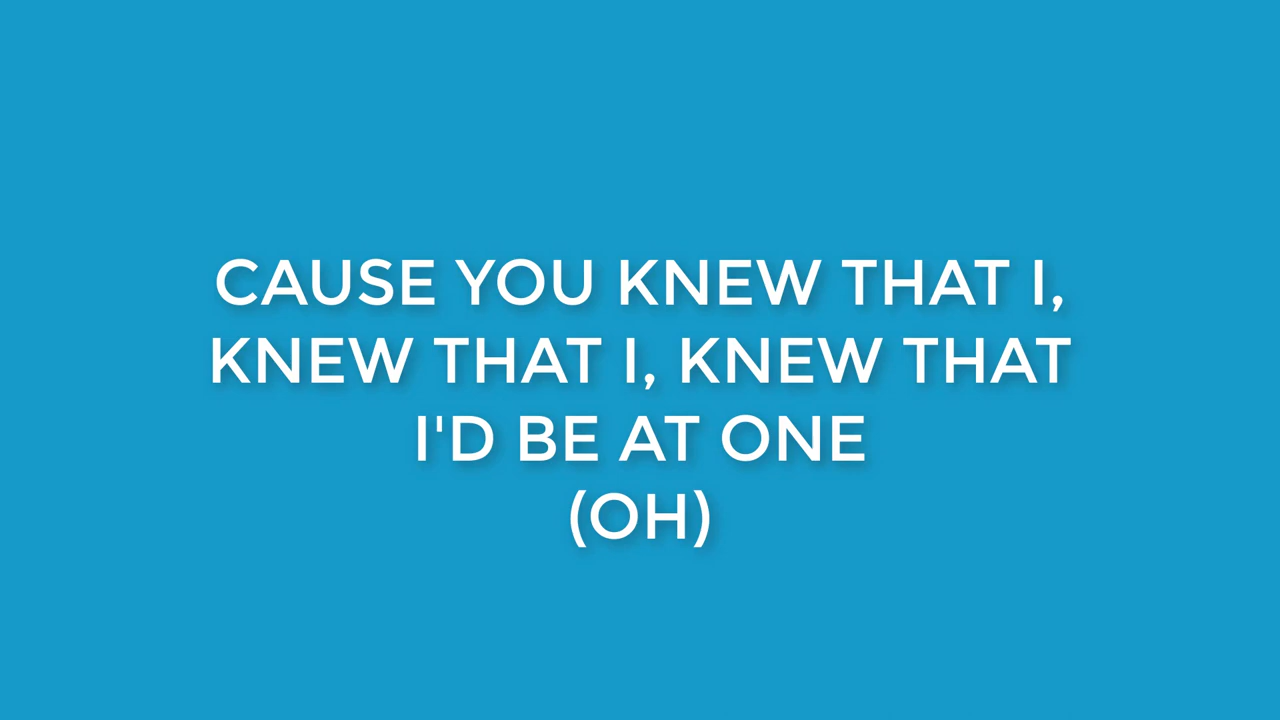 CAUSE YOU KNEW THAT I,
KNEW THAT I, KNEW THAT
I'D BE AT ONE
(OH)